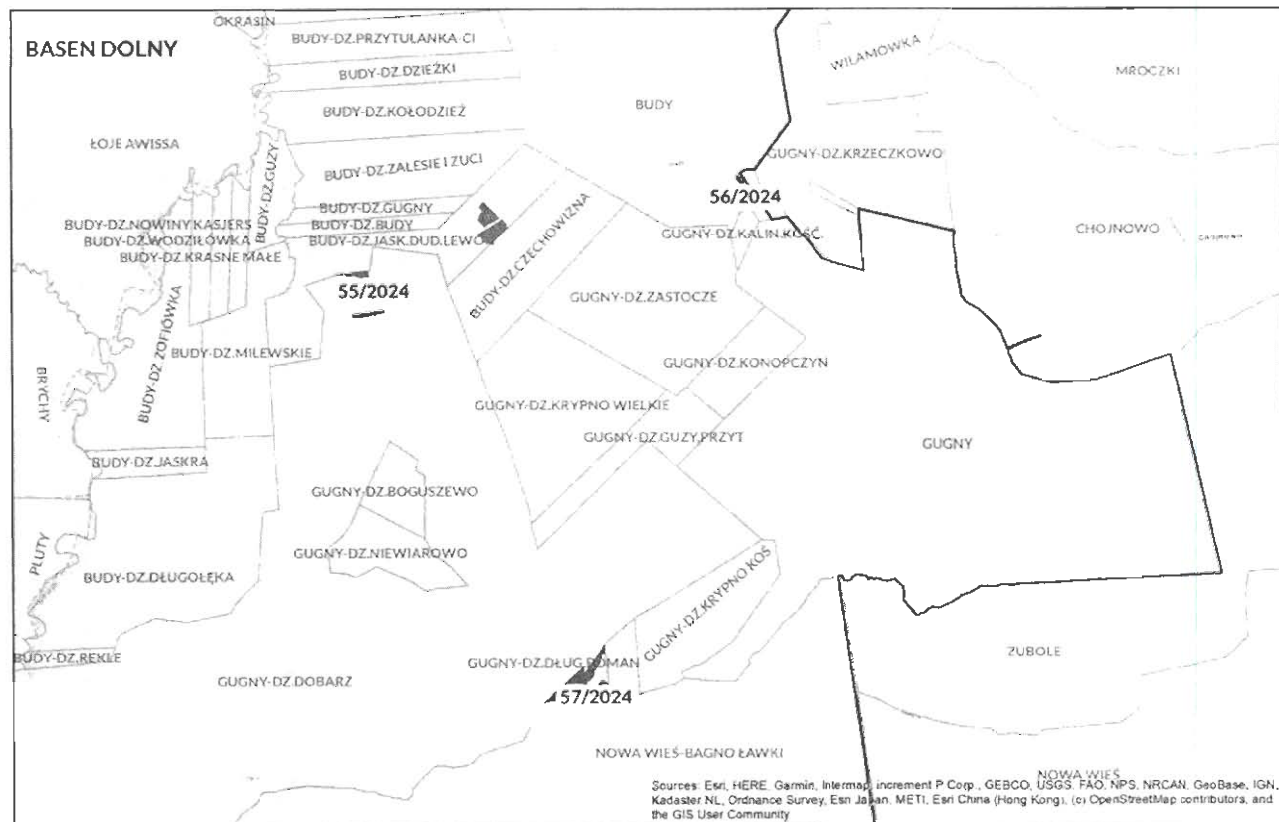 OKRASIN
BASEN DOLNY
BUDY-DZ.PRZYTULANKA-CI
WILAMÓWKA
MROCZKI
BUDY-DZ.DZIĘŻKI
BUDY
BUDY-DZ.KOŁODZIEŻ
ŁOJE AWISSA
BUDY-DZ.GUZY
BUDY-DZ.ZALESIE I ZUCI
GUGNY-DZ.KRZECZKOWO
56/2024
BUDY-DZ.GUGNY
BUDY-DZ.NOWINY KASJERS
BUDY-DZ.BUDY
BUDY-DZ.CZECHOWIZNA
GUGNY-DZ.KALIN.KOŚĆ.
CHOJNOWO
BUDY-DZ.WODZIŁÓWKA
BUDY-DZ.JASK.DUD.LEWO
BUDY-DZ.KRASNE MAŁE
55/2024
GUGNY-DZ.ZASTOCZE
BUDY-DZ.ZOFIÓWKA
BUDY-DZ.MILEWSKIE
GUGNY-DZ.KONOPCZYN
BRYCHY
GUGNY-DZ.KRYPNO WIELKIE
GUGNY-DZ.GUZY,PRZYT
GUGNY
BUDY-DZ.JASKRA
GUGNY-DZ.BOGUSZEWO
PLUTY
GUGNY-DZ.NIEWIAROWO
BUDY-DZ.DŁUGOŁĘKA
GUGNY-DZ.KRYPNO KOŚ
BUDY-DZ.REKLE
GUGNY-DZ.DŁUG.ROMAN
ZUBOLE
GUGNY-DZ.DOBARZ
57/2024
NOWA WIEŚ-BAGNO ŁAWKI
NOWA WIEŚ
Sources: Esri, HERE, Garmin, Intermap, increment P Corp., GEBCO, USGS, FAO, NPS, NRCAN, GeoBase, IGN,
Kadaster NL, Ordnance Survey, Esri Japan, METI, Esri China (Hong Kong), (c) OpenStreetMap contributors, and
the GIS User Community